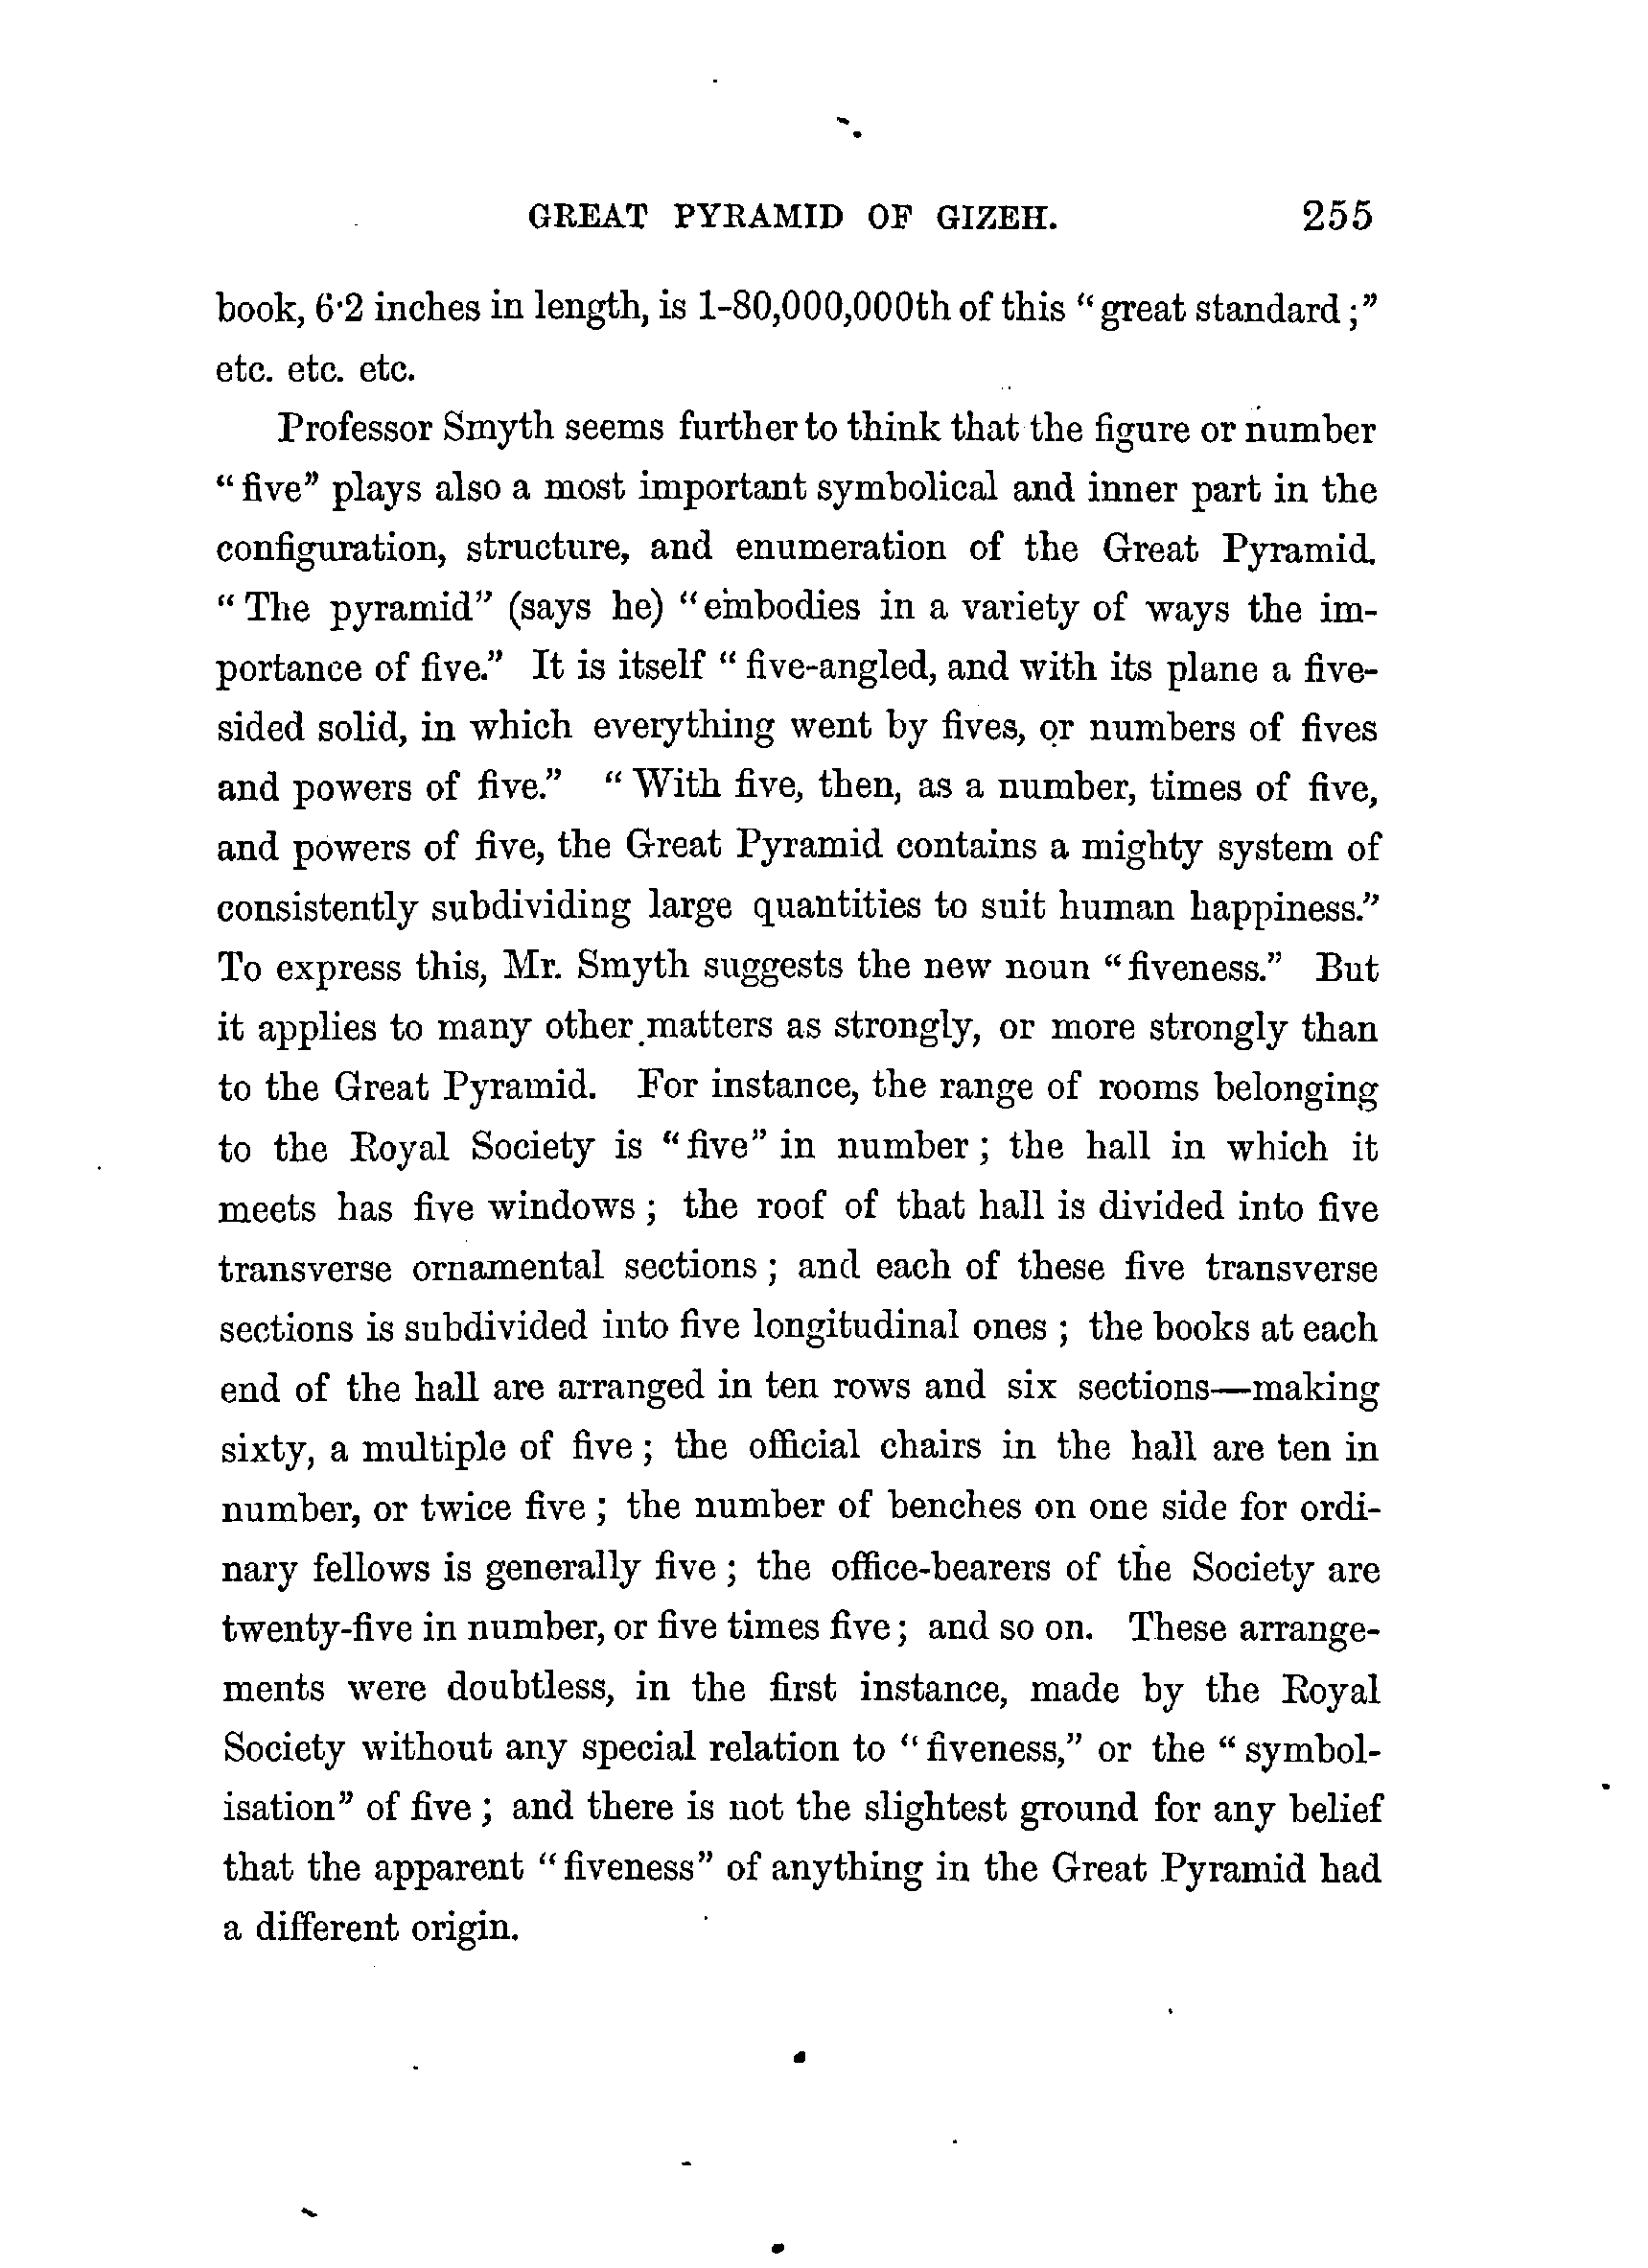 GREAT PYRAMID OF GIZEH. 255
book, 6·2 inches in length, is 1-80,000,000th of this “great standard;”
etc. etc. etc.
Professor Smyth seems further to think that the figure or number
“five” plays also a most important symbolical and inner part in the
configuration, structure, and enumeration of the Great Pyramid.
“The pyramid” (says he) “embodies in a variety of ways the im-
portance of five.” It is itself “five-angled, and with its plane a five-
sided solid, in which everything went by fives, or numbers of fives
and powers of five.” “With five, then, as a number, times of five,
and powers of five, the Great Pyramid contains a mighty system of
consistently subdividing large quantities to suit human happiness.”
To express this, Mr. Smyth suggests the new noun “fiveness.” But
it applies to many other matters as strongly, or more strongly than
to the Great Pyramid. For instance, the range of rooms belonging
to the Royal Society is “five” in number; the hall in which it
meets has five windows; the roof of that hall is divided into five
transverse ornamental sections; and each of these five transverse
sections is subdivided into five longitudinal ones; the books at each
end of the hall are arranged in ten rows and six sections—making
sixty, a multiple of five; the official chairs in the hall are ten in
number, or twice five; the number of benches on one side for ordi-
nary fellows is generally five; the office-bearers of the Society are
twenty-five in number, or five times five; and so on. These arrange-
ments were doubtless, in the first instance, made by the Royal
Society without any special relation to “fiveness,” or the “symbol-
isation” of five; and there is not the slightest ground for any belief
that the apparent “fiveness” of anything in the Great Pyramid had
a different origin.